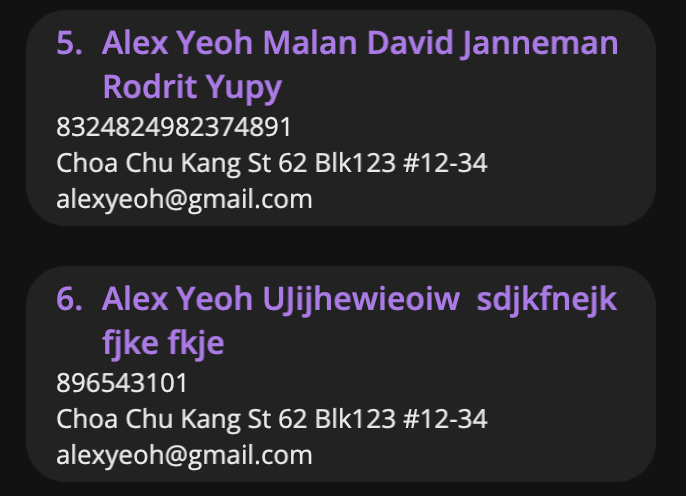 5. Alex Yeoh Malan David Janneman
Rodrit Yupy
8324824982374891
Choa Chu Kang St 62 Blk123 #12-34
alexyeoh@gmail.com
6. Alex Yeoh UJijhewieoiw  sdjkfnejk
fjke fkje
896543101
Choa Chu Kang St 62 Blk123 #12-34
alexyeoh@gmail.com